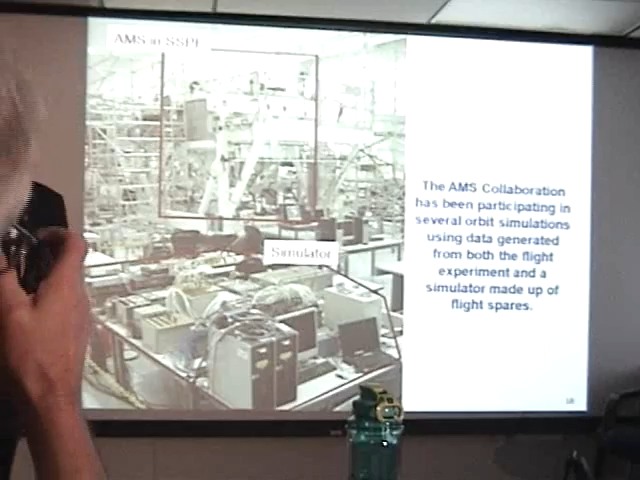 AMS in SSPF
Simulator
The AMS Collaboration
has been participating in
several orbit simulations
using data generated
from both the flight
experiment and a
simulator made up of
flight spares.